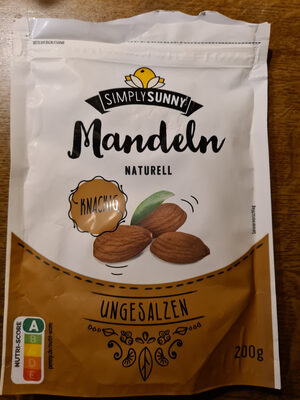 SIMPLY SUNNY
Mandeln
NATURELL
KNACKIG
UNGESALZEN
NUTRI-SCORE
A
B
C
D
E
200g